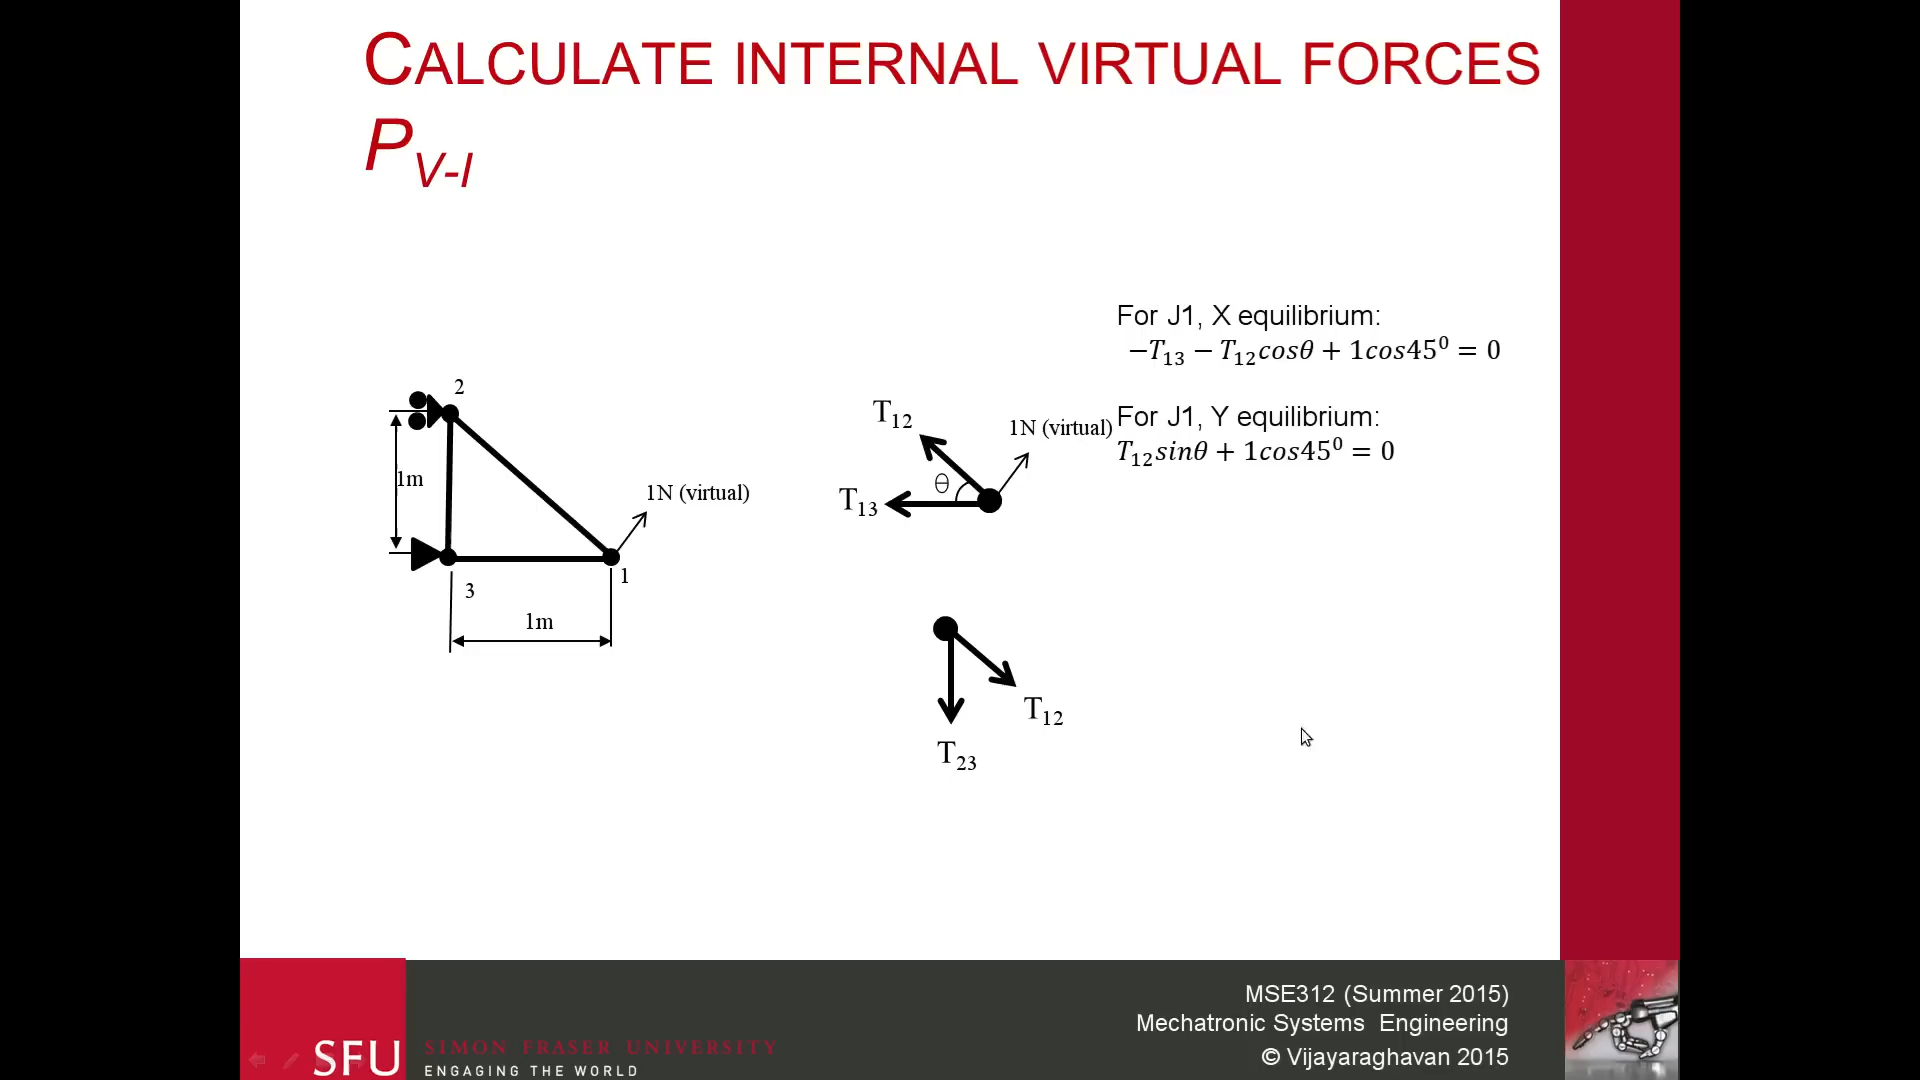 CALCULATE INTERNAL VIRTUAL FORCES
P_{V-I}
For J1, X equilibrium:
−T₁₃ − T₁₂cosθ + 1cos45⁰ = 0
For J1, Y equilibrium:
T₁₂sinθ + 1cos45⁰ = 0
2
1m
1N (virtual)
3
1
1m
T₁₂
1N (virtual)
θ
T₁₃
T₁₂
T₂₃
MSE312 (Summer 2015)
Mechatronic Systems Engineering
© Vijayaraghavan 2015
SFU
SIMON FRASER UNIVERSITY
ENGAGING THE WORLD